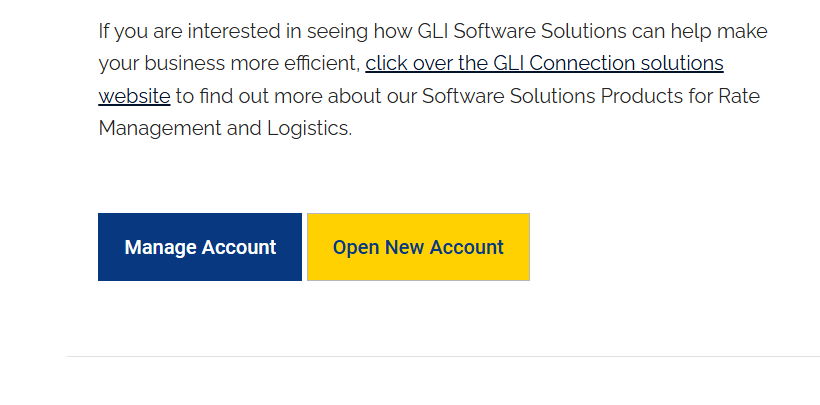 If you are interested in seeing how GLI Software Solutions can help make
your business more efficient, click over the GLI Connection solutions
website to find out more about our Software Solutions Products for Rate
Management and Logistics.
Manage Account
Open New Account